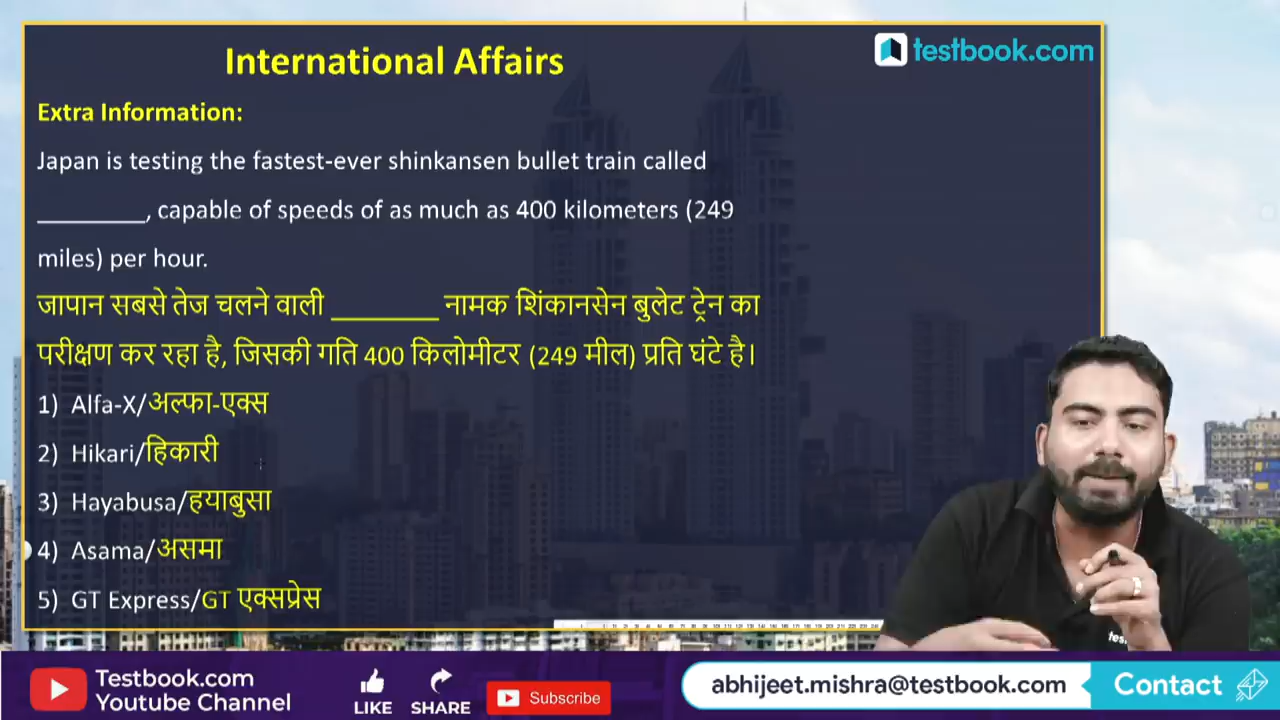 International Affairs
testbook.com
Extra Information:
Japan is testing the fastest-ever shinkansen bullet train called
________, capable of speeds of as much as 400 kilometers (249
miles) per hour.
जापान सबसे तेज चलने वाली ________ नामक शिंकानसेन बुलेट ट्रेन का
परीक्षण कर रहा है, जिसकी गति 400 किलोमीटर (249 मील) प्रति घंटे है।
1) Alfa-X/अल्फा-एक्स
2) Hikari/हिकारी
3) Hayabusa/हयाबुसा
4) Asama/असमा
5) GT Express/GT एक्सप्रेस
Testbook.com
Youtube Channel
LIKE
SHARE
Subscribe
abhijeet.mishra@testbook.com
Contact